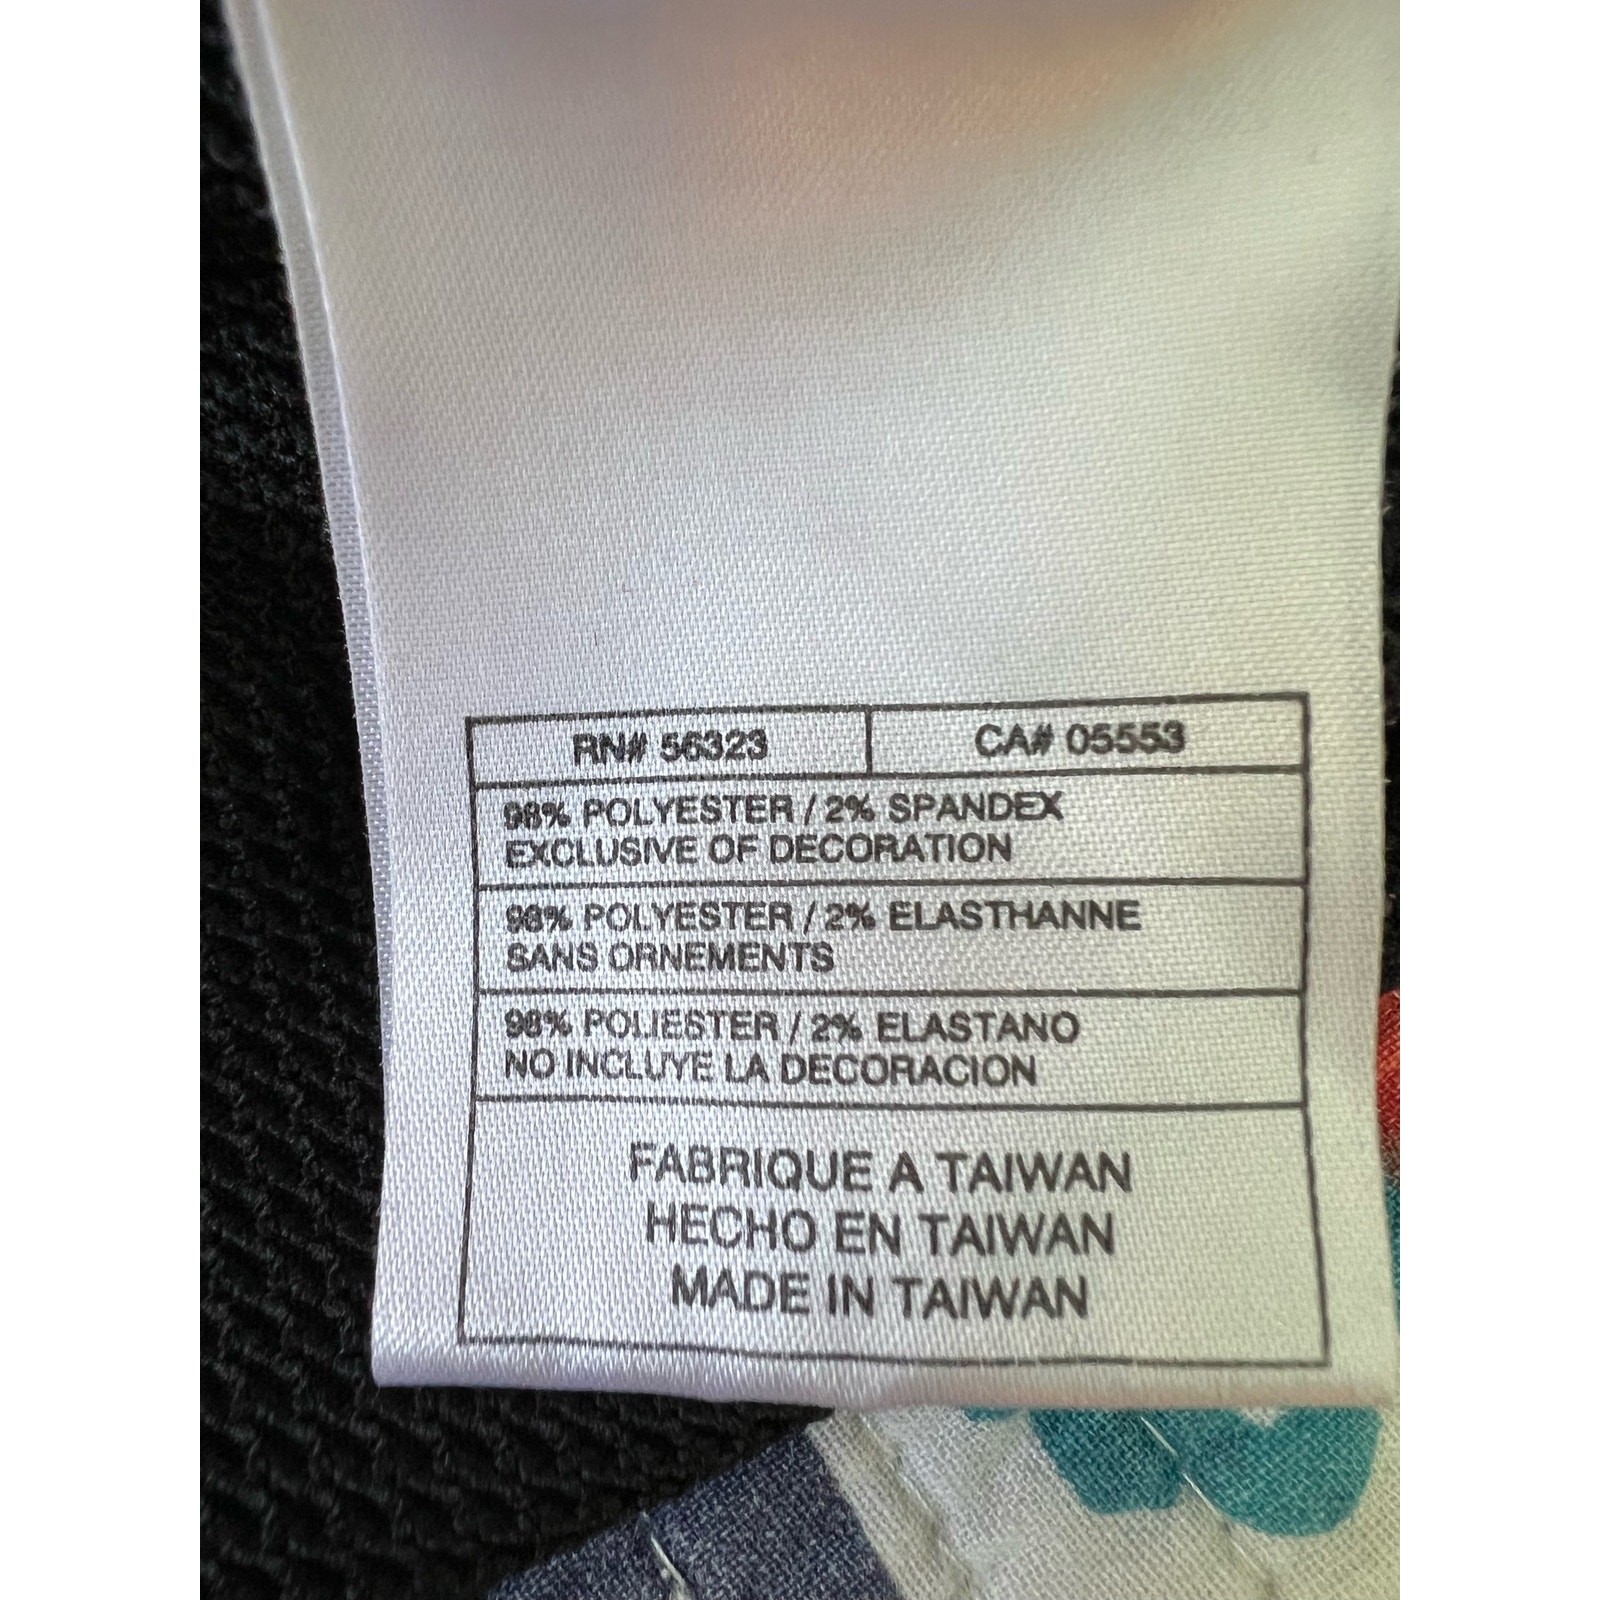 RN# 56323 CA# 05553
98% POLYESTER / 2% SPANDEX
EXCLUSIVE OF DECORATION
98% POLYESTER / 2% ELASTHANNE
SANS ORNEMENTS
98% POLIESTER / 2% ELASTANO
NO INCLUYE LA DECORACION
FABRIQUE A TAIWAN
HECHO EN TAIWAN
MADE IN TAIWAN